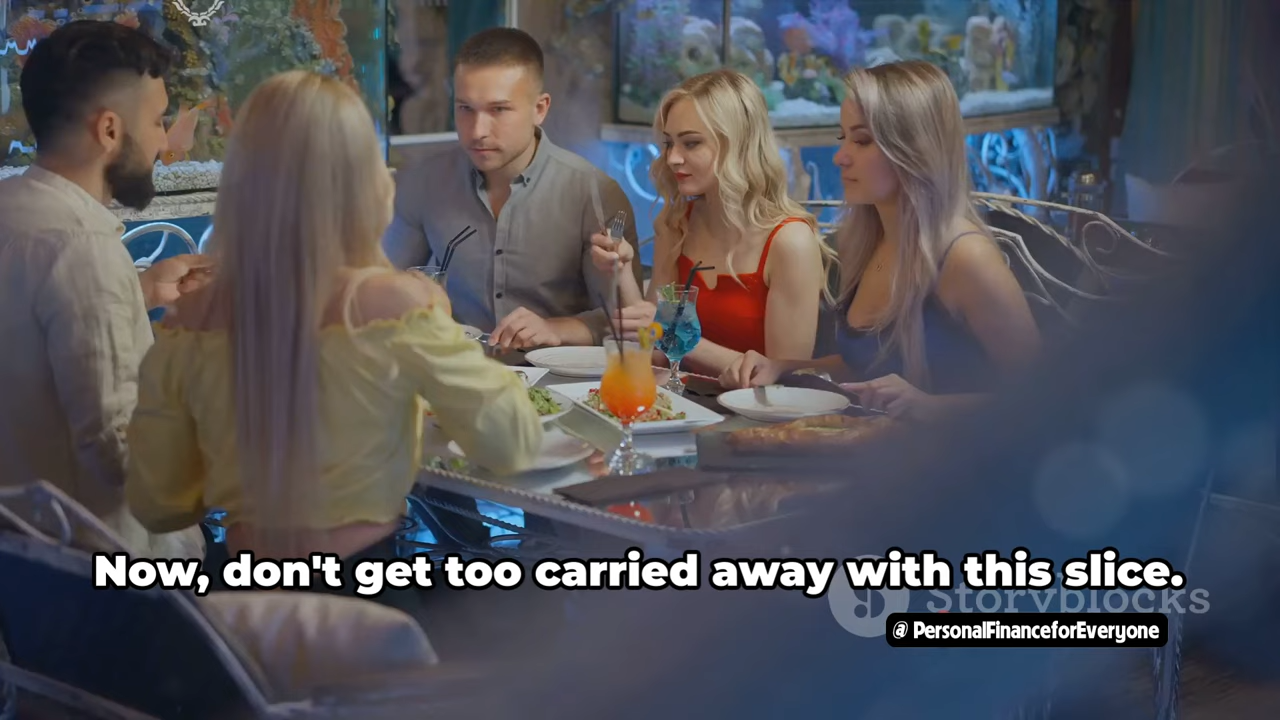 Now, don't get too carried away with this slice.
Storyblocks
@ PersonalFinanceforEveryone